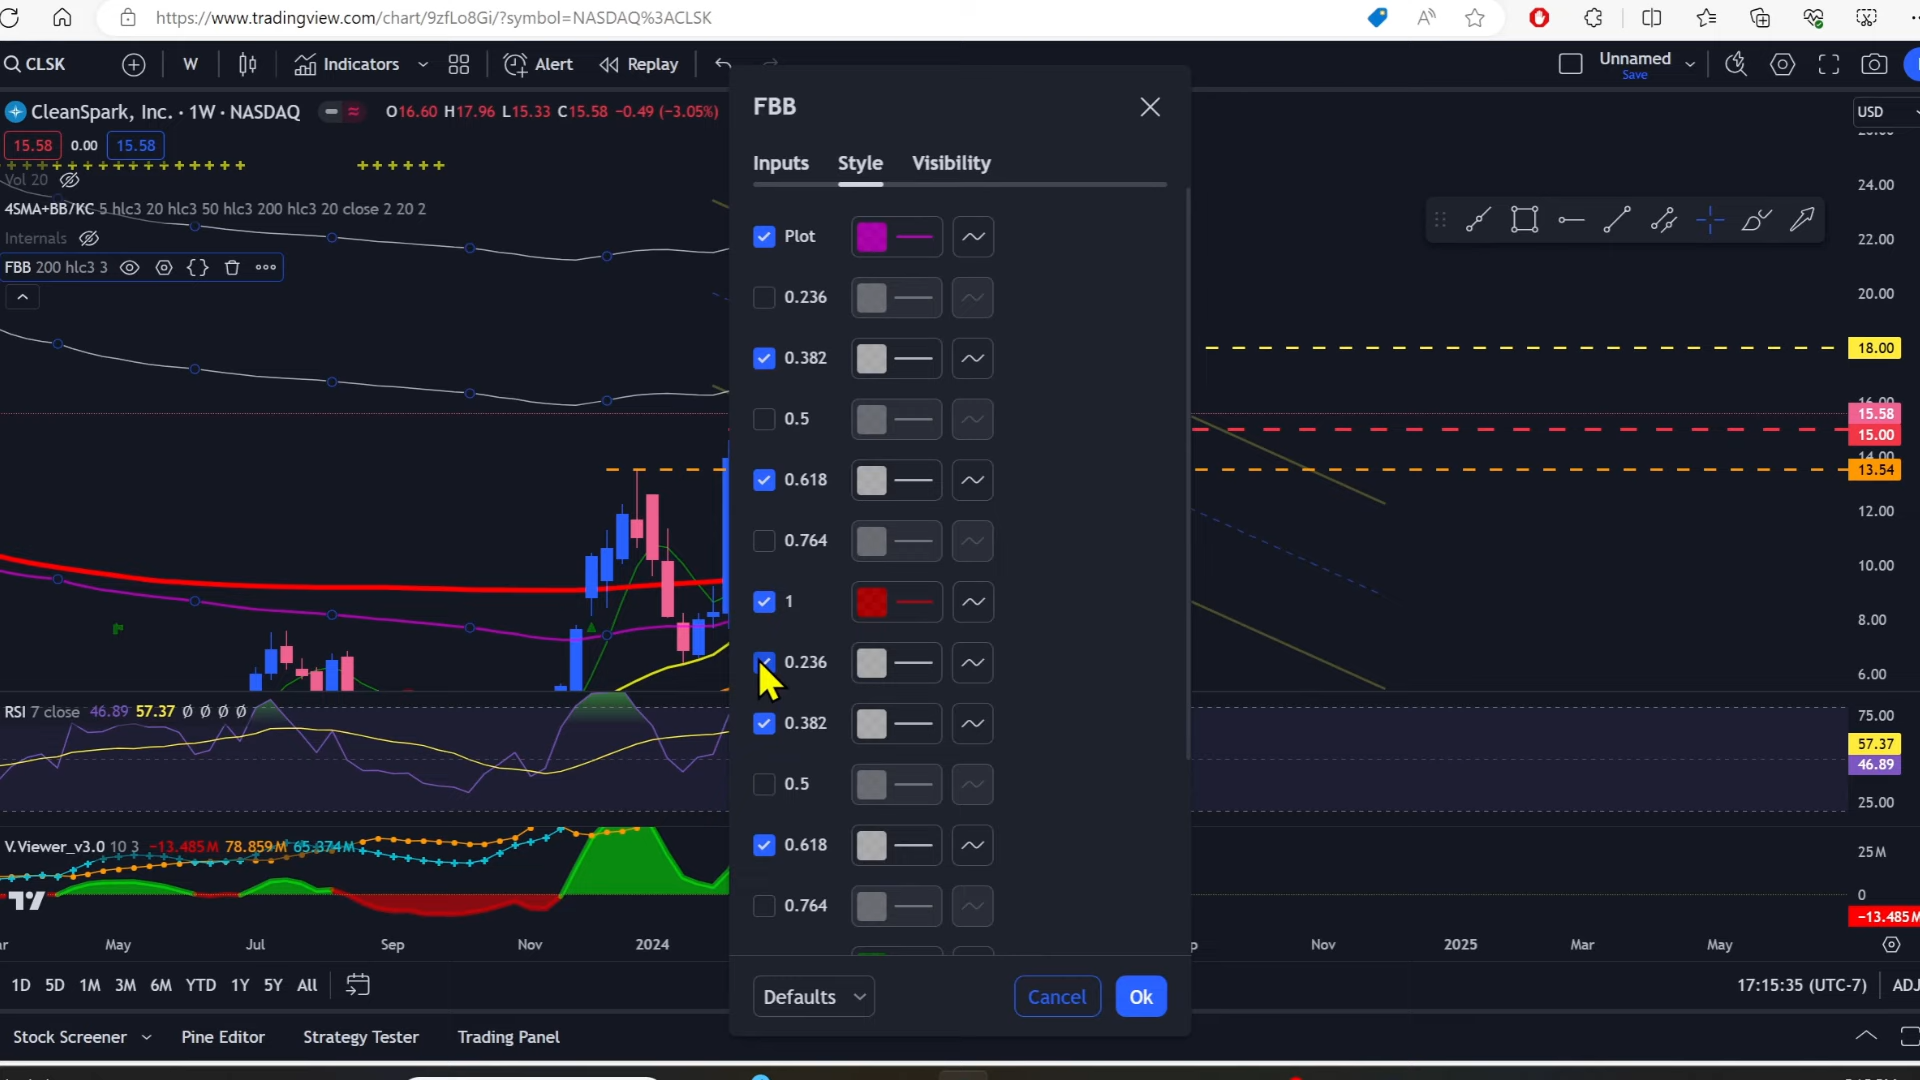 https://www.tradingview.com/chart/9zfLo8Gi/?symbol=NASDAQ%3ACLSK
CLSK W Indicators Alert Replay Unnamed
Save
CleanSpark, Inc. · 1W · NASDAQ O16.60 H17.96 L15.33 C15.58 −0.49 (−3.05%)
15.58 0.00 15.58
Vol 20
4SMA+BB/KC 5 hlc3 20 hlc3 50 hlc3 200 hlc3 20 close 2 20 2
Internals
FBB 200 hlc3 3
FBB
Inputs Style Visibility
Plot
0.236
0.382
0.5
0.618
0.764
1
0.236
0.382
0.5
0.618
0.764
Defaults Cancel Ok
USD
24.00
22.00
20.00
18.00
16.00
15.58
15.00
14.00
13.54
12.00
10.00
8.00
6.00
RSI 7 close 46.89 57.37 Ø Ø Ø Ø
75.00
57.37
46.89
25.00
V.Viewer_v3.0 10 3 −13.485M 78.859M 65.374M
25M
0
−13.485M
May Jul Sep Nov 2024 Nov 2025 Mar May
1D 5D 1M 3M 6M YTD 1Y 5Y All 17:15:35 (UTC-7) ADJ
Stock Screener Pine Editor Strategy Tester Trading Panel